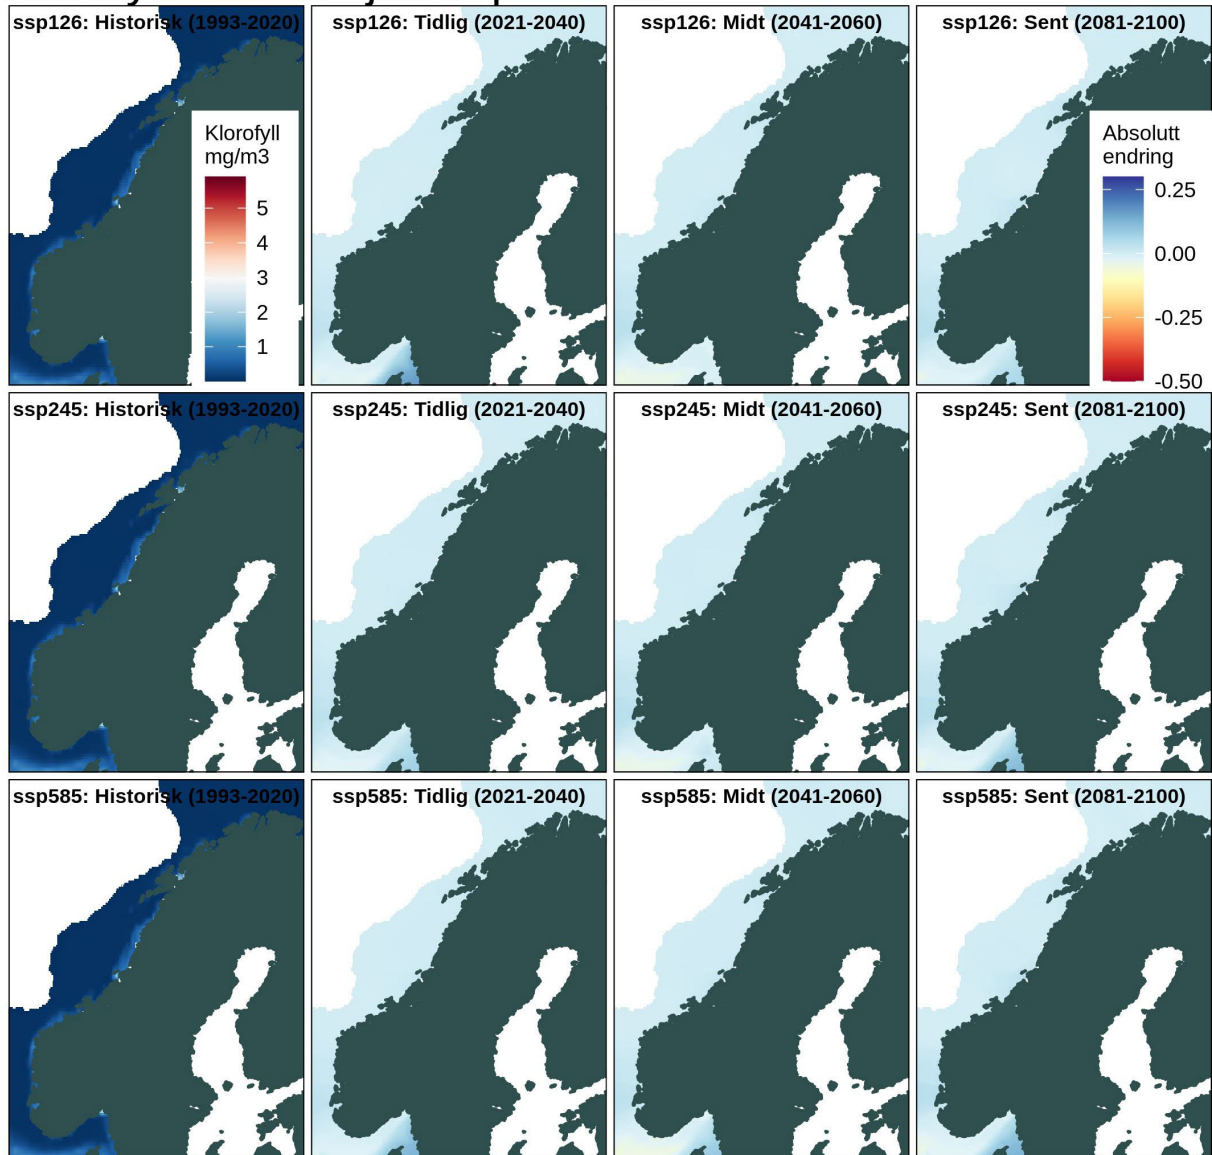 ssp126: Historisk (1993-2020)
ssp126: Tidlig (2021-2040)
ssp126: Midt (2041-2060)
ssp126: Sent (2081-2100)
Klorofyll
mg/m3
5
4
3
2
1
Absolutt
endring
0.25
0.00
-0.25
-0.50
ssp245: Historisk (1993-2020)
ssp245: Tidlig (2021-2040)
ssp245: Midt (2041-2060)
ssp245: Sent (2081-2100)
ssp585: Historisk (1993-2020)
ssp585: Tidlig (2021-2040)
ssp585: Midt (2041-2060)
ssp585: Sent (2081-2100)